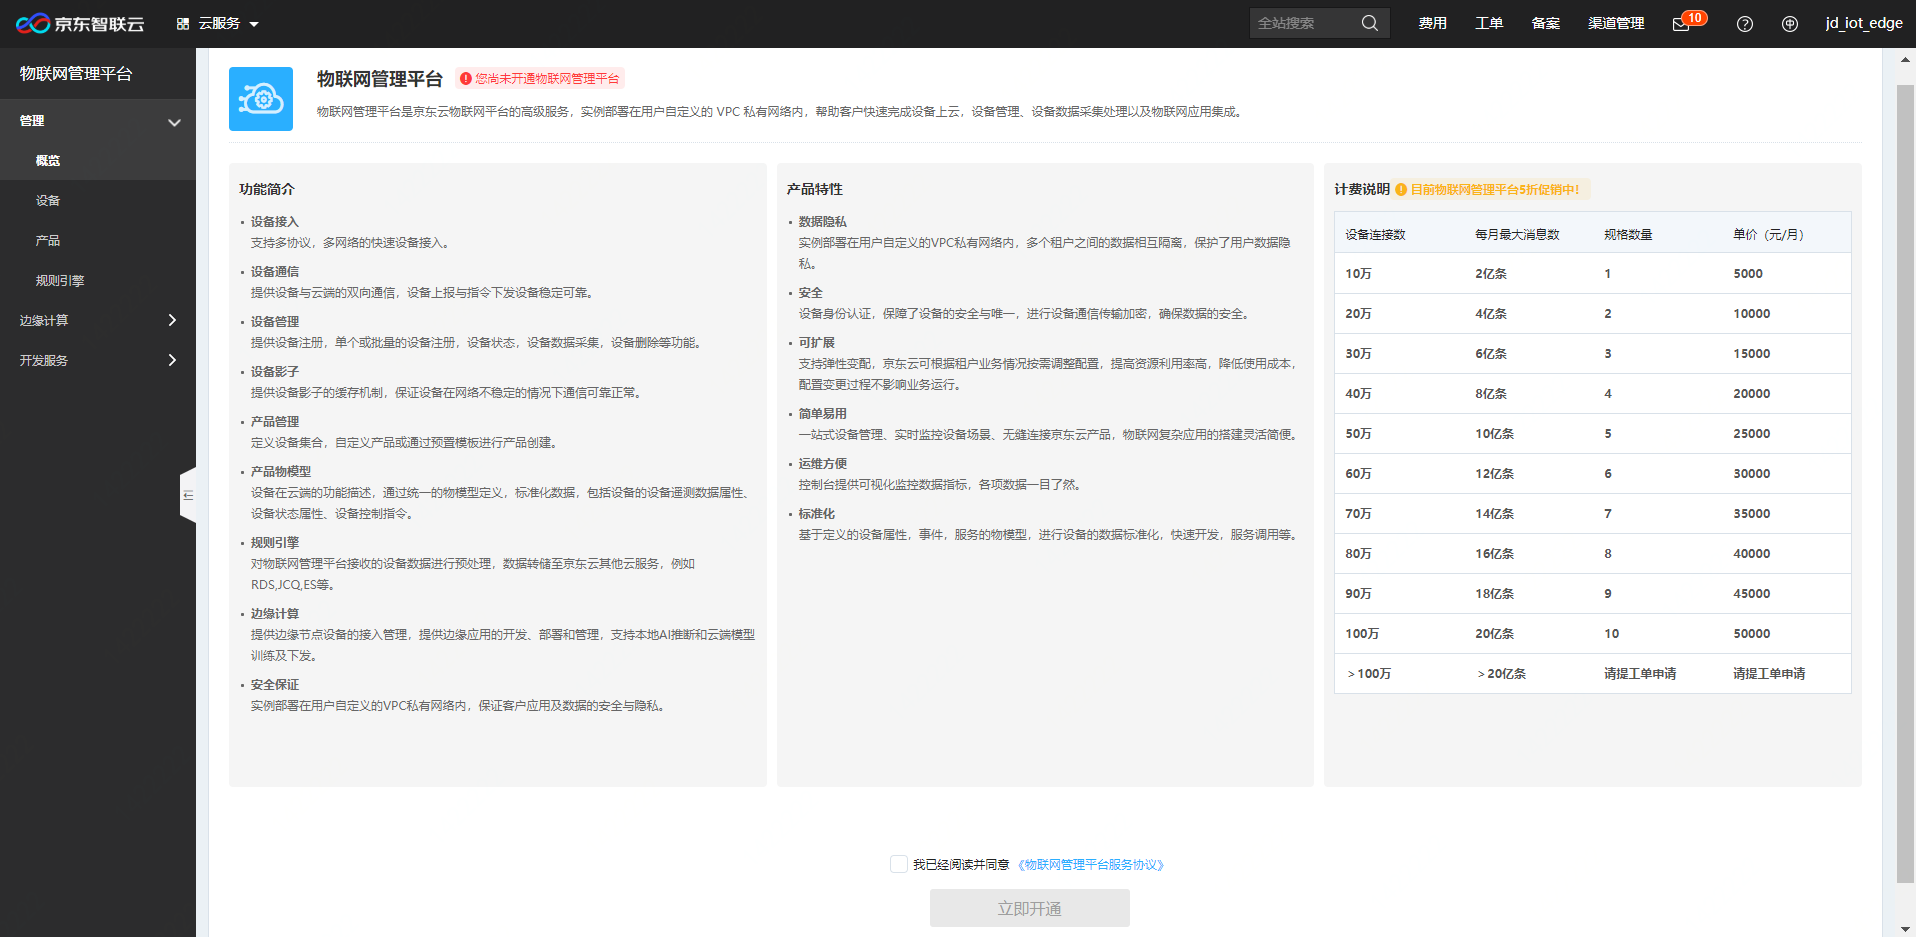 京东智联云
云服务
全站搜索
费用
工单
备案
渠道管理
10
jd_iot_edge
物联网管理平台
管理
概览
设备
产品
规则引擎
边缘计算
开发服务
物联网管理平台
您尚未开通物联网管理平台
物联网管理平台是京东云物联网平台的高级服务，实例部署在用户自定义的 VPC 私有网络内，帮助客户快速完成设备上云，设备管理、设备数据采集处理以及物联网应用集成。
功能简介
· 设备接入
支持多协议，多网络的快速设备接入。
· 设备通信
提供设备与云端的双向通信，设备上报与指令下发设备稳定可靠。
· 设备管理
提供设备注册，单个或批量的设备注册，设备状态，设备数据采集，设备删除等功能。
· 设备影子
提供设备影子的缓存机制，保证设备在网络不稳定的情况下通信可靠正常。
· 产品管理
定义设备集合，自定义产品或通过预置模板进行产品创建。
· 产品物模型
设备在云端的功能描述，通过统一的物模型定义，标准化数据，包括设备的设备遥测数据属性、
设备状态属性、设备控制指令。
· 规则引擎
对物联网管理平台接收的设备数据进行预处理，数据转储至京东云其他云服务，例如
RDS,JCQ,ES等。
· 边缘计算
提供边缘节点设备的接入管理，提供边缘应用的开发、部署和管理，支持本地AI推断和云端模型
训练及下发。
· 安全保证
实例部署在用户自定义的VPC私有网络内，保证客户应用及数据的安全与隐私。
产品特性
· 数据隐私
实例部署在用户自定义的VPC私有网络内，多个租户之间的数据相互隔离，保护了用户数据隐
私。
· 安全
设备身份认证，保障了设备的安全与唯一，进行设备通信传输加密，确保数据的安全。
· 可扩展
支持弹性变配，京东云可根据租户业务情况按需调整配置，提高资源利用率高，降低使用成本，
配置变更过程不影响业务运行。
· 简单易用
一站式设备管理、实时监控设备场景、无缝连接京东云产品，物联网复杂应用的搭建灵活简便。
· 运维方便
控制台提供可视化监控数据指标，各项数据一目了然。
· 标准化
基于定义的设备属性，事件，服务的物模型，进行设备的数据标准化，快速开发，服务调用等。
计费说明 目前物联网管理平台5折促销中！
设备连接数 每月最大消息数 规格数量 单价（元/月）
10万 2亿条 1 5000
20万 4亿条 2 10000
30万 6亿条 3 15000
40万 8亿条 4 20000
50万 10亿条 5 25000
60万 12亿条 6 30000
70万 14亿条 7 35000
80万 16亿条 8 40000
90万 18亿条 9 45000
100万 20亿条 10 50000
＞100万 ＞20亿条 请提工单申请 请提工单申请
我已经阅读并同意 《物联网管理平台服务协议》
立即开通